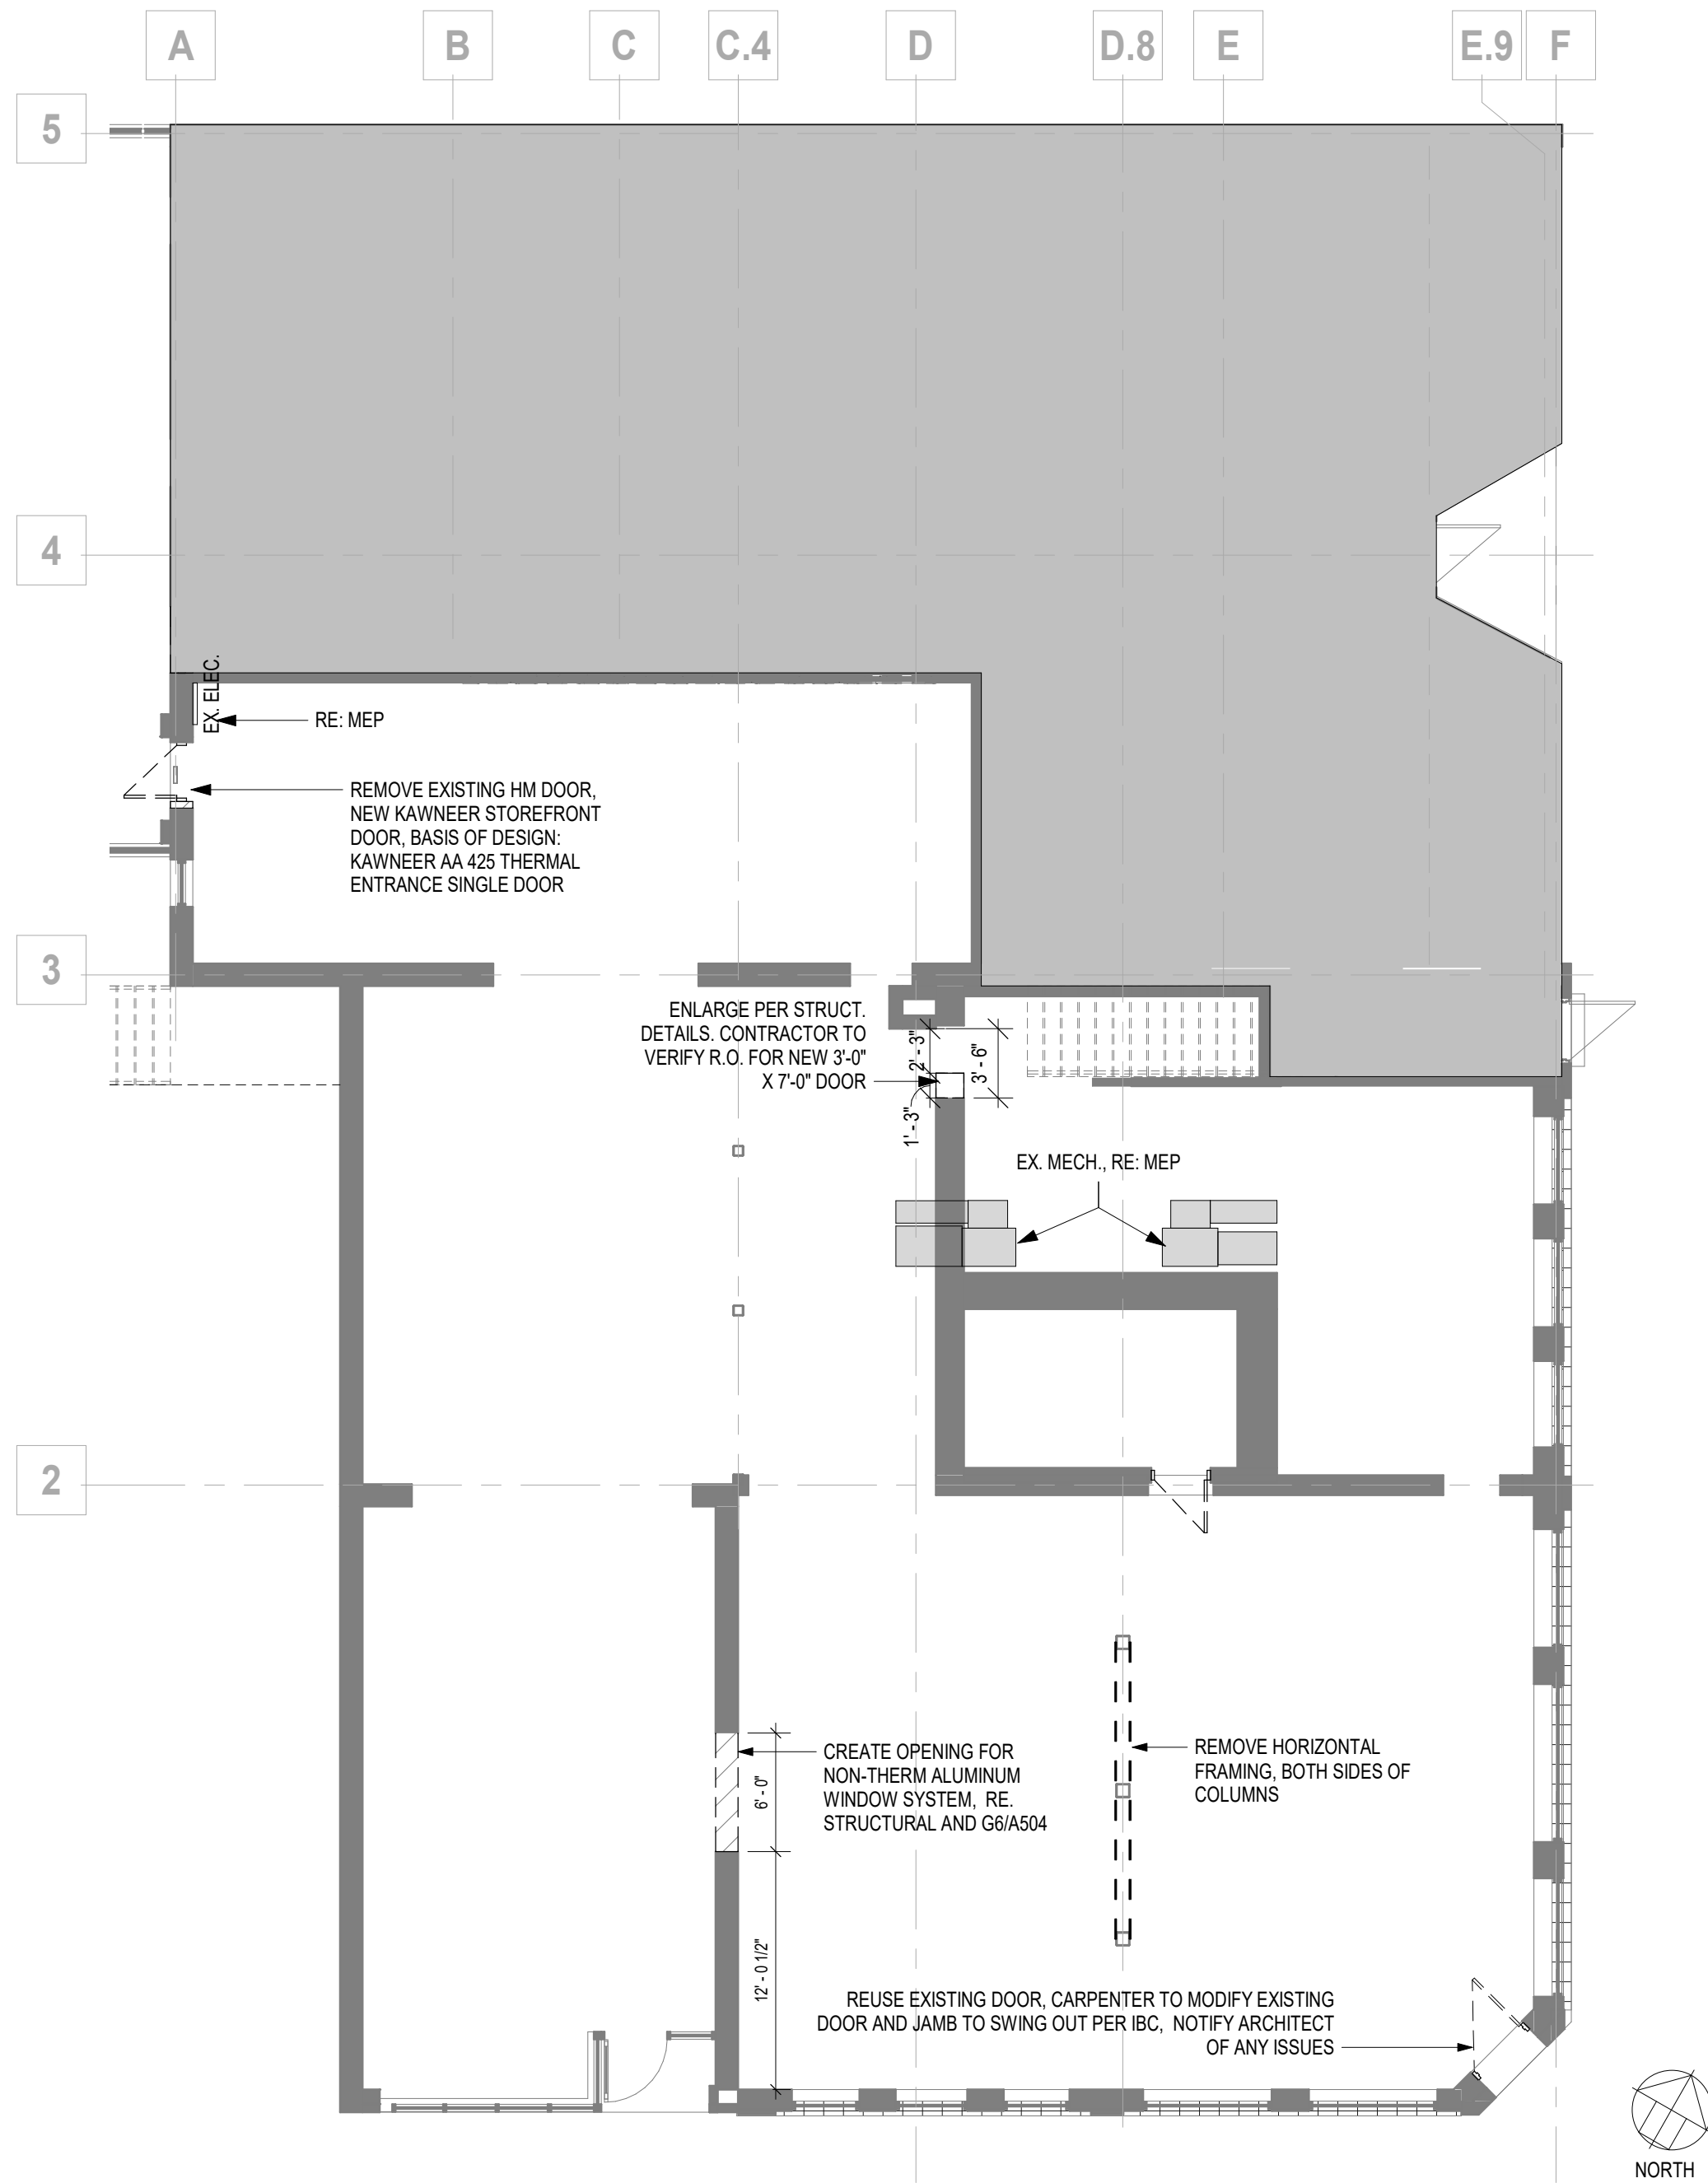 A
B
C
C.4
D
D.8
E
E.9
F
5
4
EX. ELEC.
RE: MEP
REMOVE EXISTING HM DOOR,
NEW KAWNEER STOREFRONT
DOOR, BASIS OF DESIGN:
KAWNEER AA 425 THERMAL
ENTRANCE SINGLE DOOR
3
ENLARGE PER STRUCT.
DETAILS. CONTRACTOR TO
VERIFY R.O. FOR NEW 3'-0"
X 7'-0" DOOR
2' - 3"
3' - 6"
1' - 3"
EX. MECH., RE: MEP
2
CREATE OPENING FOR
NON-THERM ALUMINUM
WINDOW SYSTEM, RE.
STRUCTURAL AND G6/A504
6' - 0"
REMOVE HORIZONTAL
FRAMING, BOTH SIDES OF
COLUMNS
12' - 0 1/2"
REUSE EXISTING DOOR, CARPENTER TO MODIFY EXISTING
DOOR AND JAMB TO SWING OUT PER IBC, NOTIFY ARCHITECT
OF ANY ISSUES
NORTH